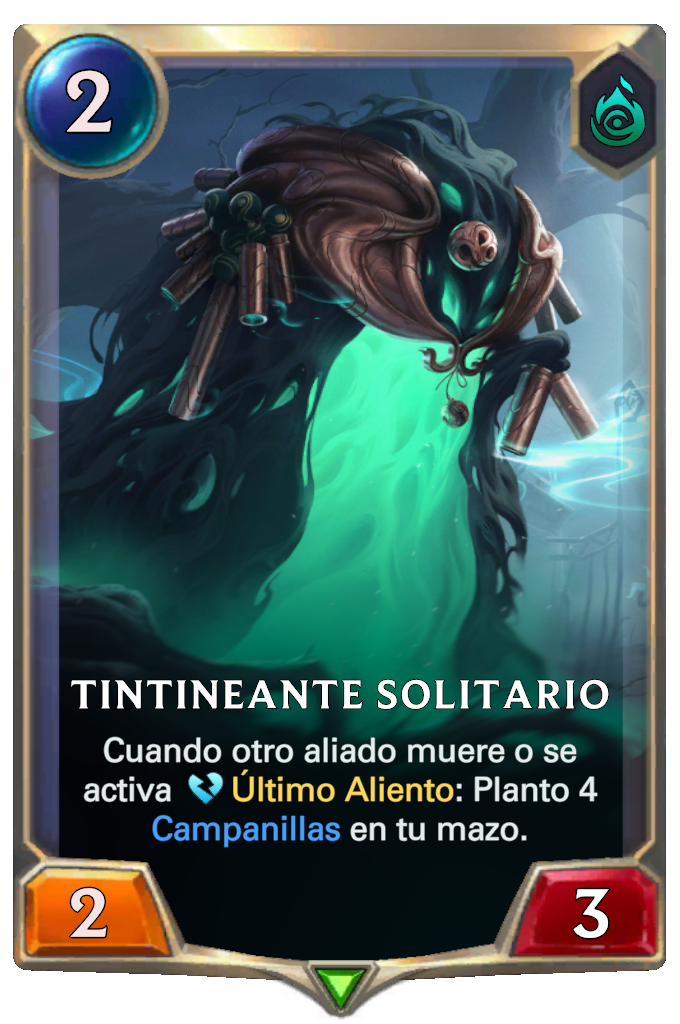 2
TINTINEANTE SOLITARIO
Cuando otro aliado muere o se
activa Último Aliento: Planto 4
Campanillas en tu mazo.
2
3